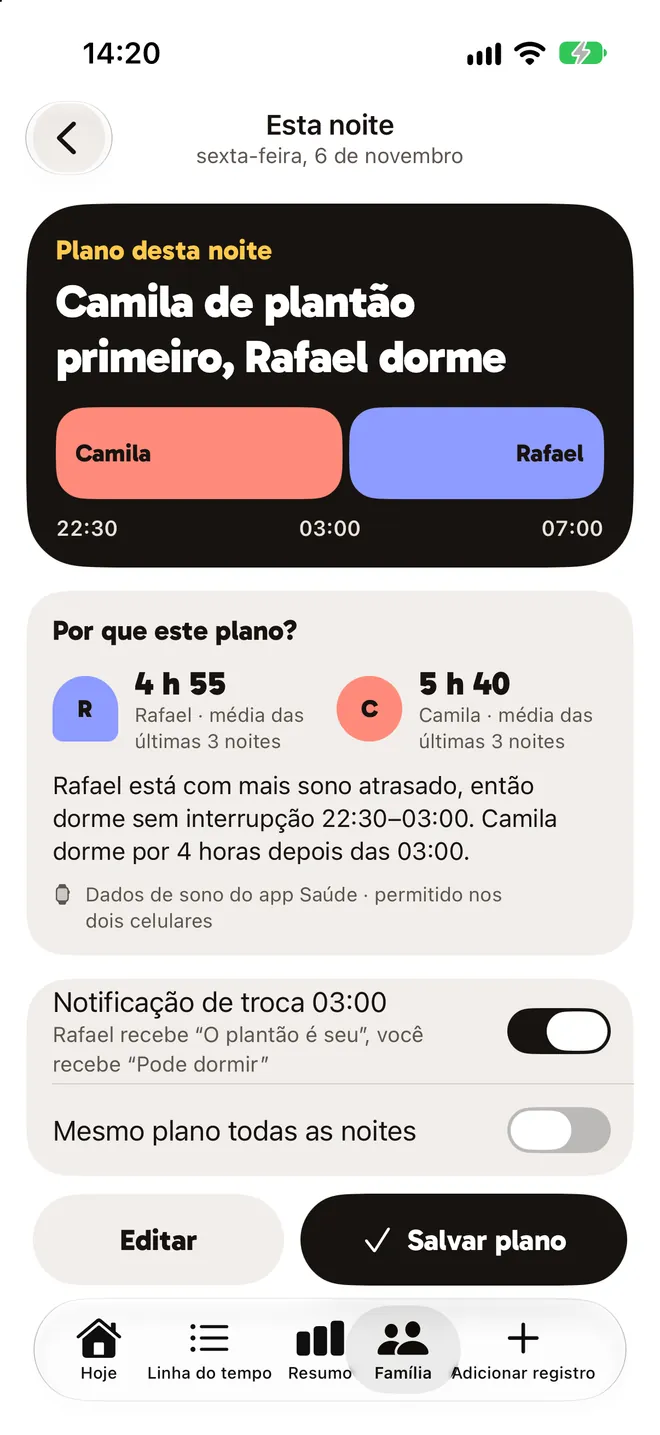 14:20
Esta noite
sexta-feira, 6 de novembro
Plano desta noite
Camila de plantão
primeiro, Rafael dorme
Camila
Rafael
22:30
03:00
07:00
Por que este plano?
R
4 h 55
Rafael · média das
últimas 3 noites
C
5 h 40
Camila · média das
últimas 3 noites
Rafael está com mais sono atrasado, então
dorme sem interrupção 22:30–03:00. Camila
dorme por 4 horas depois das 03:00.
Dados de sono do app Saúde · permitido nos
dois celulares
Notificação de troca 03:00
Rafael recebe “O plantão é seu”, você
recebe “Pode dormir”
Mesmo plano todas as noites
Editar
Salvar plano
Hoje
Linha do tempo
Resumo
Família
Adicionar registro